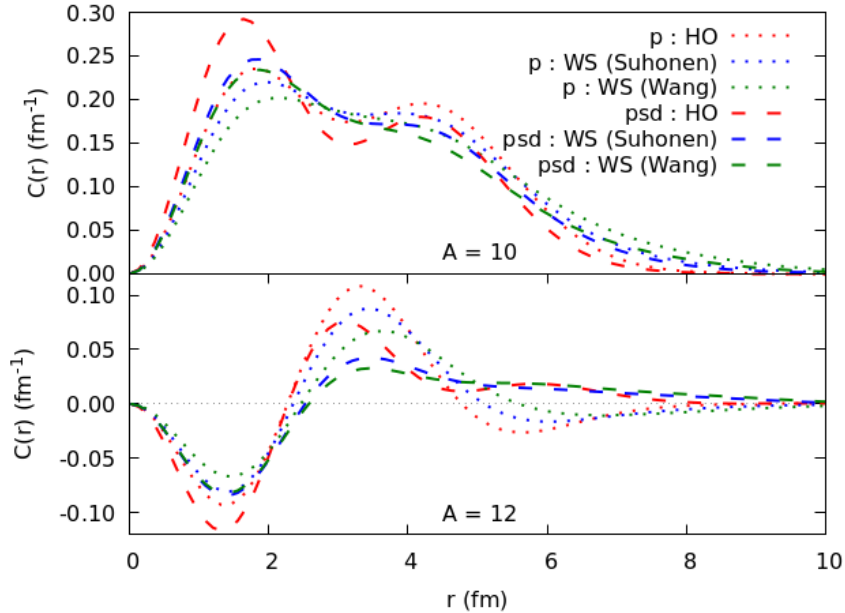 0.30
0.25
0.20
0.15
0.10
0.05
0.00
C(r) (fm⁻¹)
p : HO
p : WS (Suhonen)
p : WS (Wang)
psd : HO
psd : WS (Suhonen)
psd : WS (Wang)
A = 10
0.10
0.05
0.00
-0.05
-0.10
C(r) (fm⁻¹)
A = 12
0 2 4 6 8 10
r (fm)